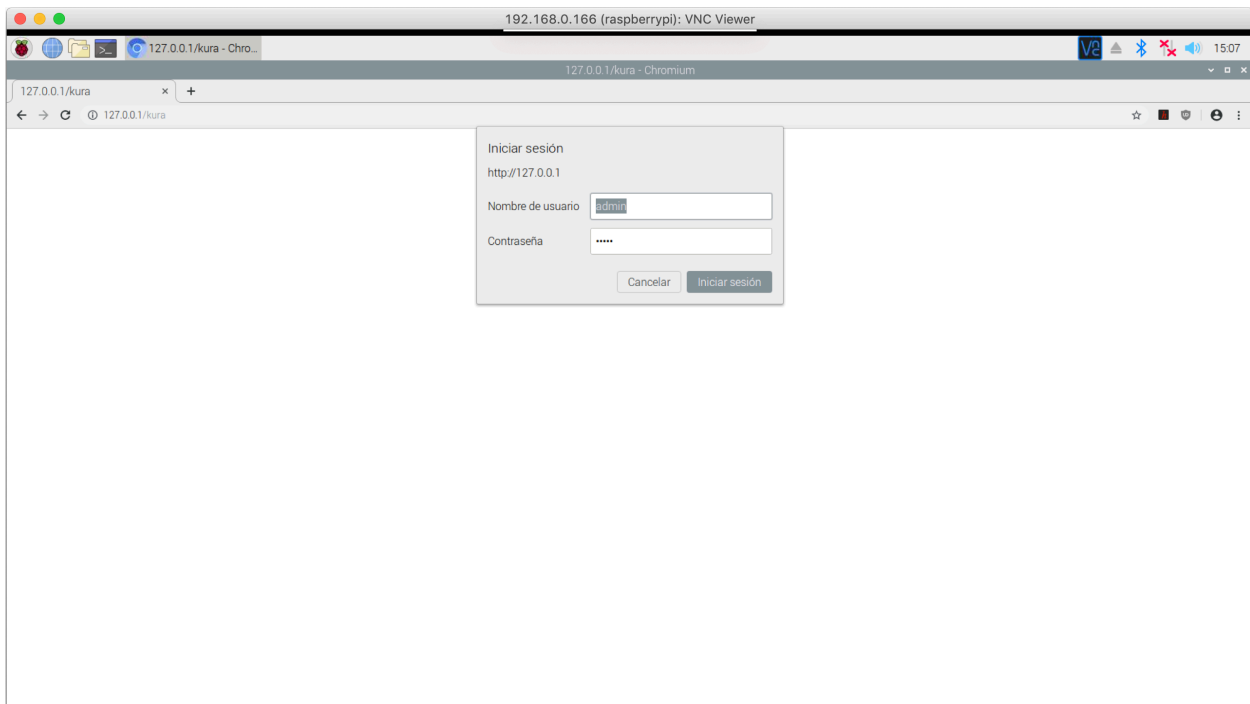 192.168.0.166 (raspberrypi): VNC Viewer
127.0.0.1/kura - Chro...
15:07
127.0.0.1/kura - Chromium
127.0.0.1/kura
127.0.0.1/kura
Iniciar sesión
http://127.0.0.1
Nombre de usuario admin
Contraseña •••••
Cancelar Iniciar sesión